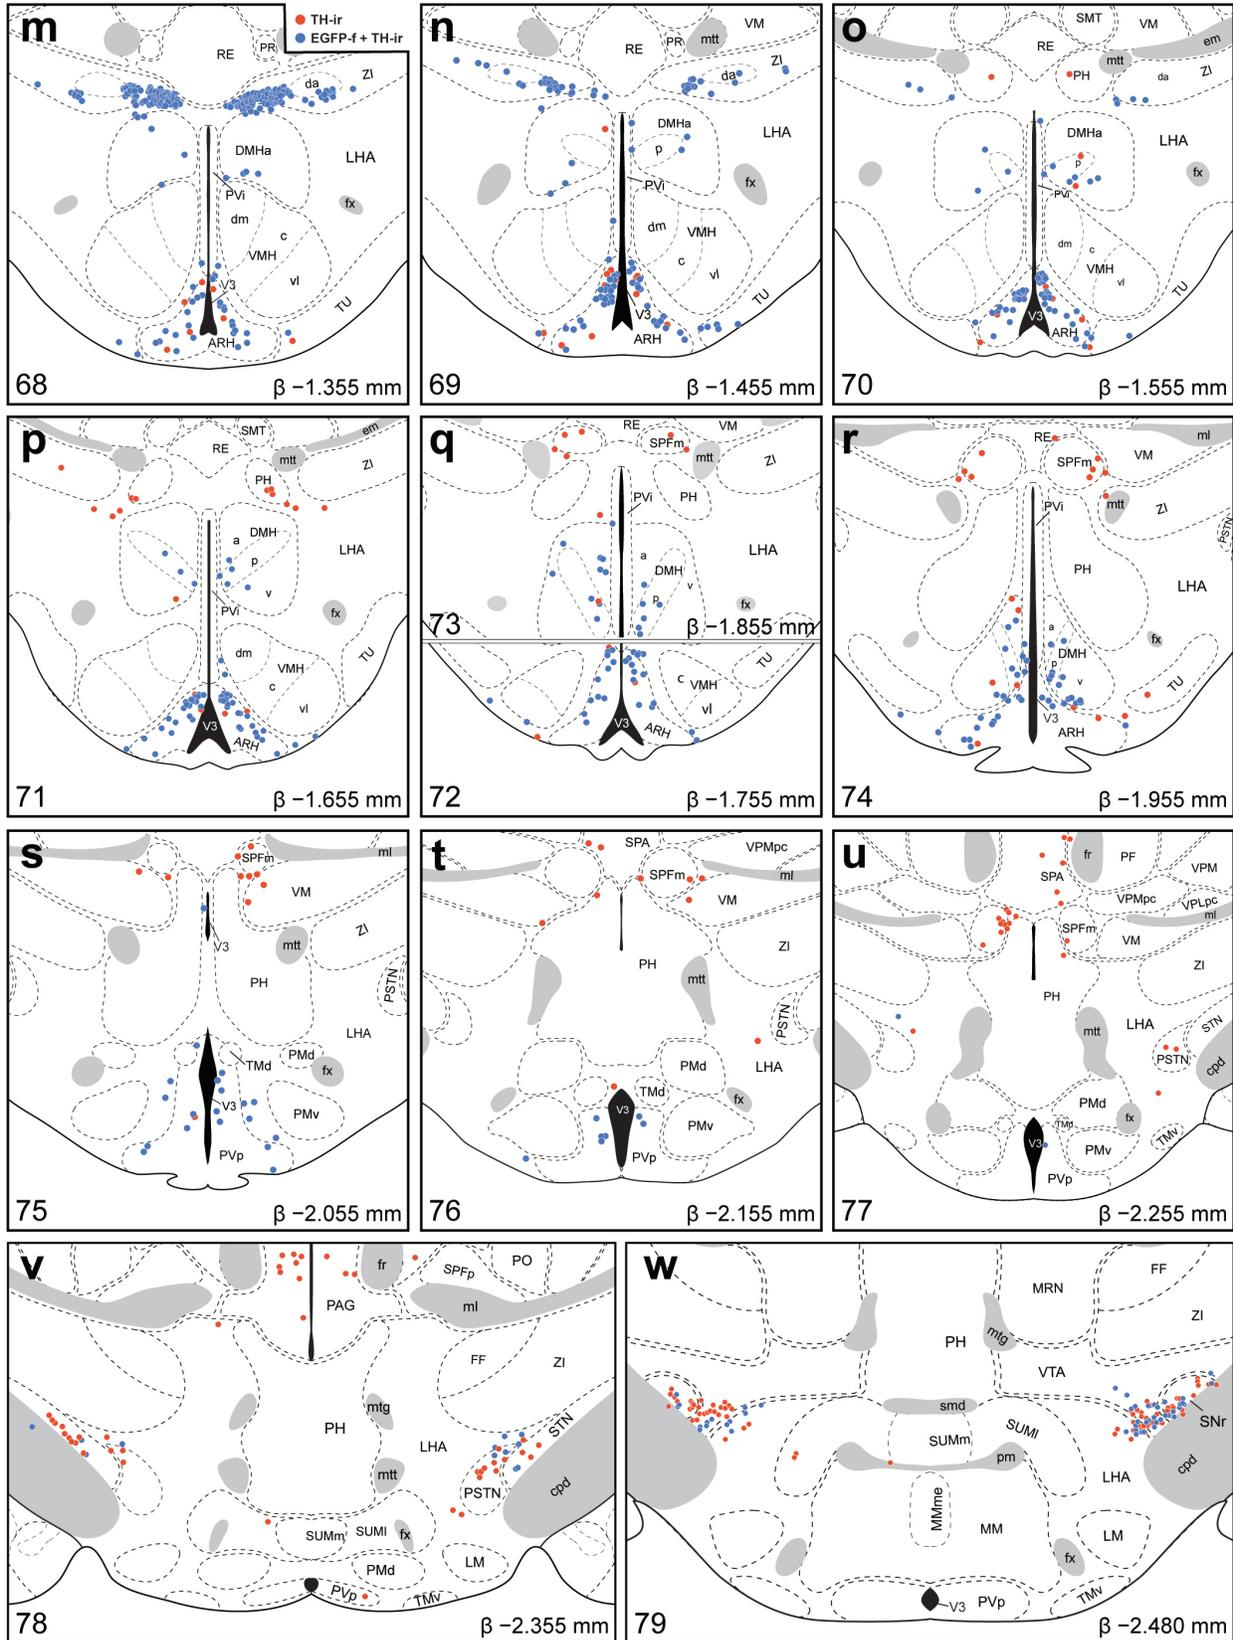 m
TH-ir
EGFP-f + TH-ir
RE
PR
ZI
da
DMHa
LHA
PVi
fx
dm
c
VMH
vl
V3
TU
ARH
68
β −1.355 mm
n
VM
RE
PR
mtt
ZI
da
DMHa
p
LHA
PVi
fx
dm
VMH
c
vl
TU
V3
ARH
69
β −1.455 mm
o
SMT
VM
RE
em
mtt
PH
da
ZI
DMHa
LHA
p
fx
PVi
dm
c
VMH
vl
TU
V3
ARH
70
β −1.555 mm
p
SMT
em
RE
mtt
ZI
PH
DMH
a
p
LHA
v
PVi
fx
dm
VMH
TU
c
vl
V3
ARH
71
β −1.655 mm
q
RE
VM
SPFm
mtt
ZI
PVi
PH
a
LHA
DMH
v
p
fx
73
β −1.855 mm
TU
c
VMH
vl
V3
ARH
72
β −1.755 mm
r
RE
ml
SPFm
VM
mtt
PVi
ZI
PSTN
PH
LHA
a
fx
DMH
p
v
TU
V3
ARH
74
β −1.955 mm
s
ml
SPFm
VM
ZI
V3
mtt
PH
PSTN
LHA
PMd
TMd
fx
V3
PMv
PVp
75
β −2.055 mm
t
SPA
VPMpc
SPFm
ml
VM
ZI
PH
mtt
PSTN
PMd
LHA
TMd
fx
V3
PMv
PVp
76
β −2.155 mm
u
fr
PF
VPM
SPA
VPMpc
VPLpc
ml
SPFm
VM
ZI
PH
LHA
STN
mtt
PSTN
cpd
PMd
fx
TMd
TMv
V3
PMv
PVp
77
β −2.255 mm
v
fr
SPFp
PO
PAG
ml
FF
ZI
mtg
PH
STN
LHA
mtt
cpd
PSTN
SUMm
SUMl
fx
PMd
LM
PVp
TMv
78
β −2.355 mm
w
FF
MRN
ZI
PH
mtg
VTA
smd
SNr
SUMl
SUMm
pm
cpd
LHA
MMme
MM
LM
fx
V3
PVp
TMv
79
β −2.480 mm